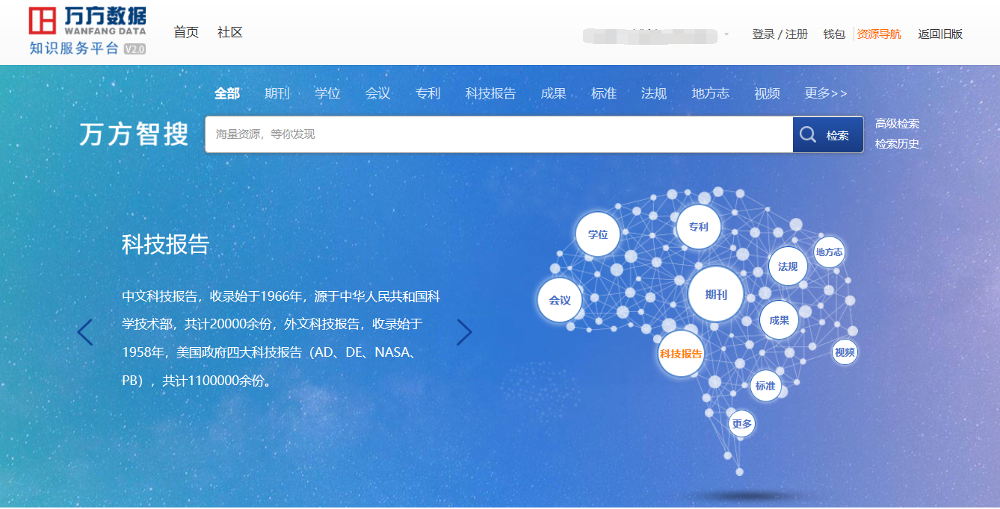 万方数据
WANFANG DATA
知识服务平台 V2.0
首页 社区
登录 / 注册 钱包 资源导航 返回旧版
全部 期刊 学位 会议 专利 科技报告 成果 标准 法规 地方志 视频 更多>>
万方智搜
海量资源，等你发现
检索
高级检索
检索历史
科技报告
中文科技报告，收录始于1966年，源于中华人民共和国科
学技术部，共计20000余份，外文科技报告，收录始于
1958年，美国政府四大科技报告（AD、DE、NASA、
PB），共计1100000余份。
学位
专利
地方志
法规
会议
期刊
成果
科技报告
视频
标准
更多